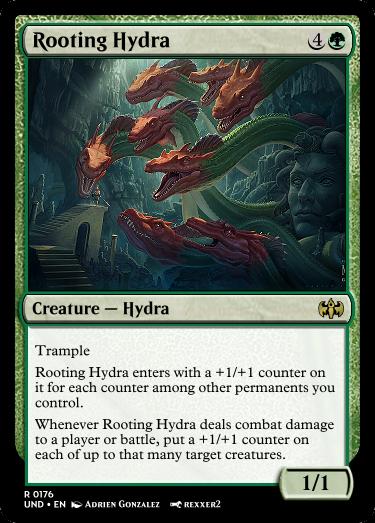 Rooting Hydra 4
Creature — Hydra
Trample
Rooting Hydra enters with a +1/+1 counter on
it for each counter among other permanents you
control.
Whenever Rooting Hydra deals combat damage
to a player or battle, put a +1/+1 counter on
each of up to that many target creatures.
1/1
R 0176
UND • EN Adrien Gonzalez rexxer2